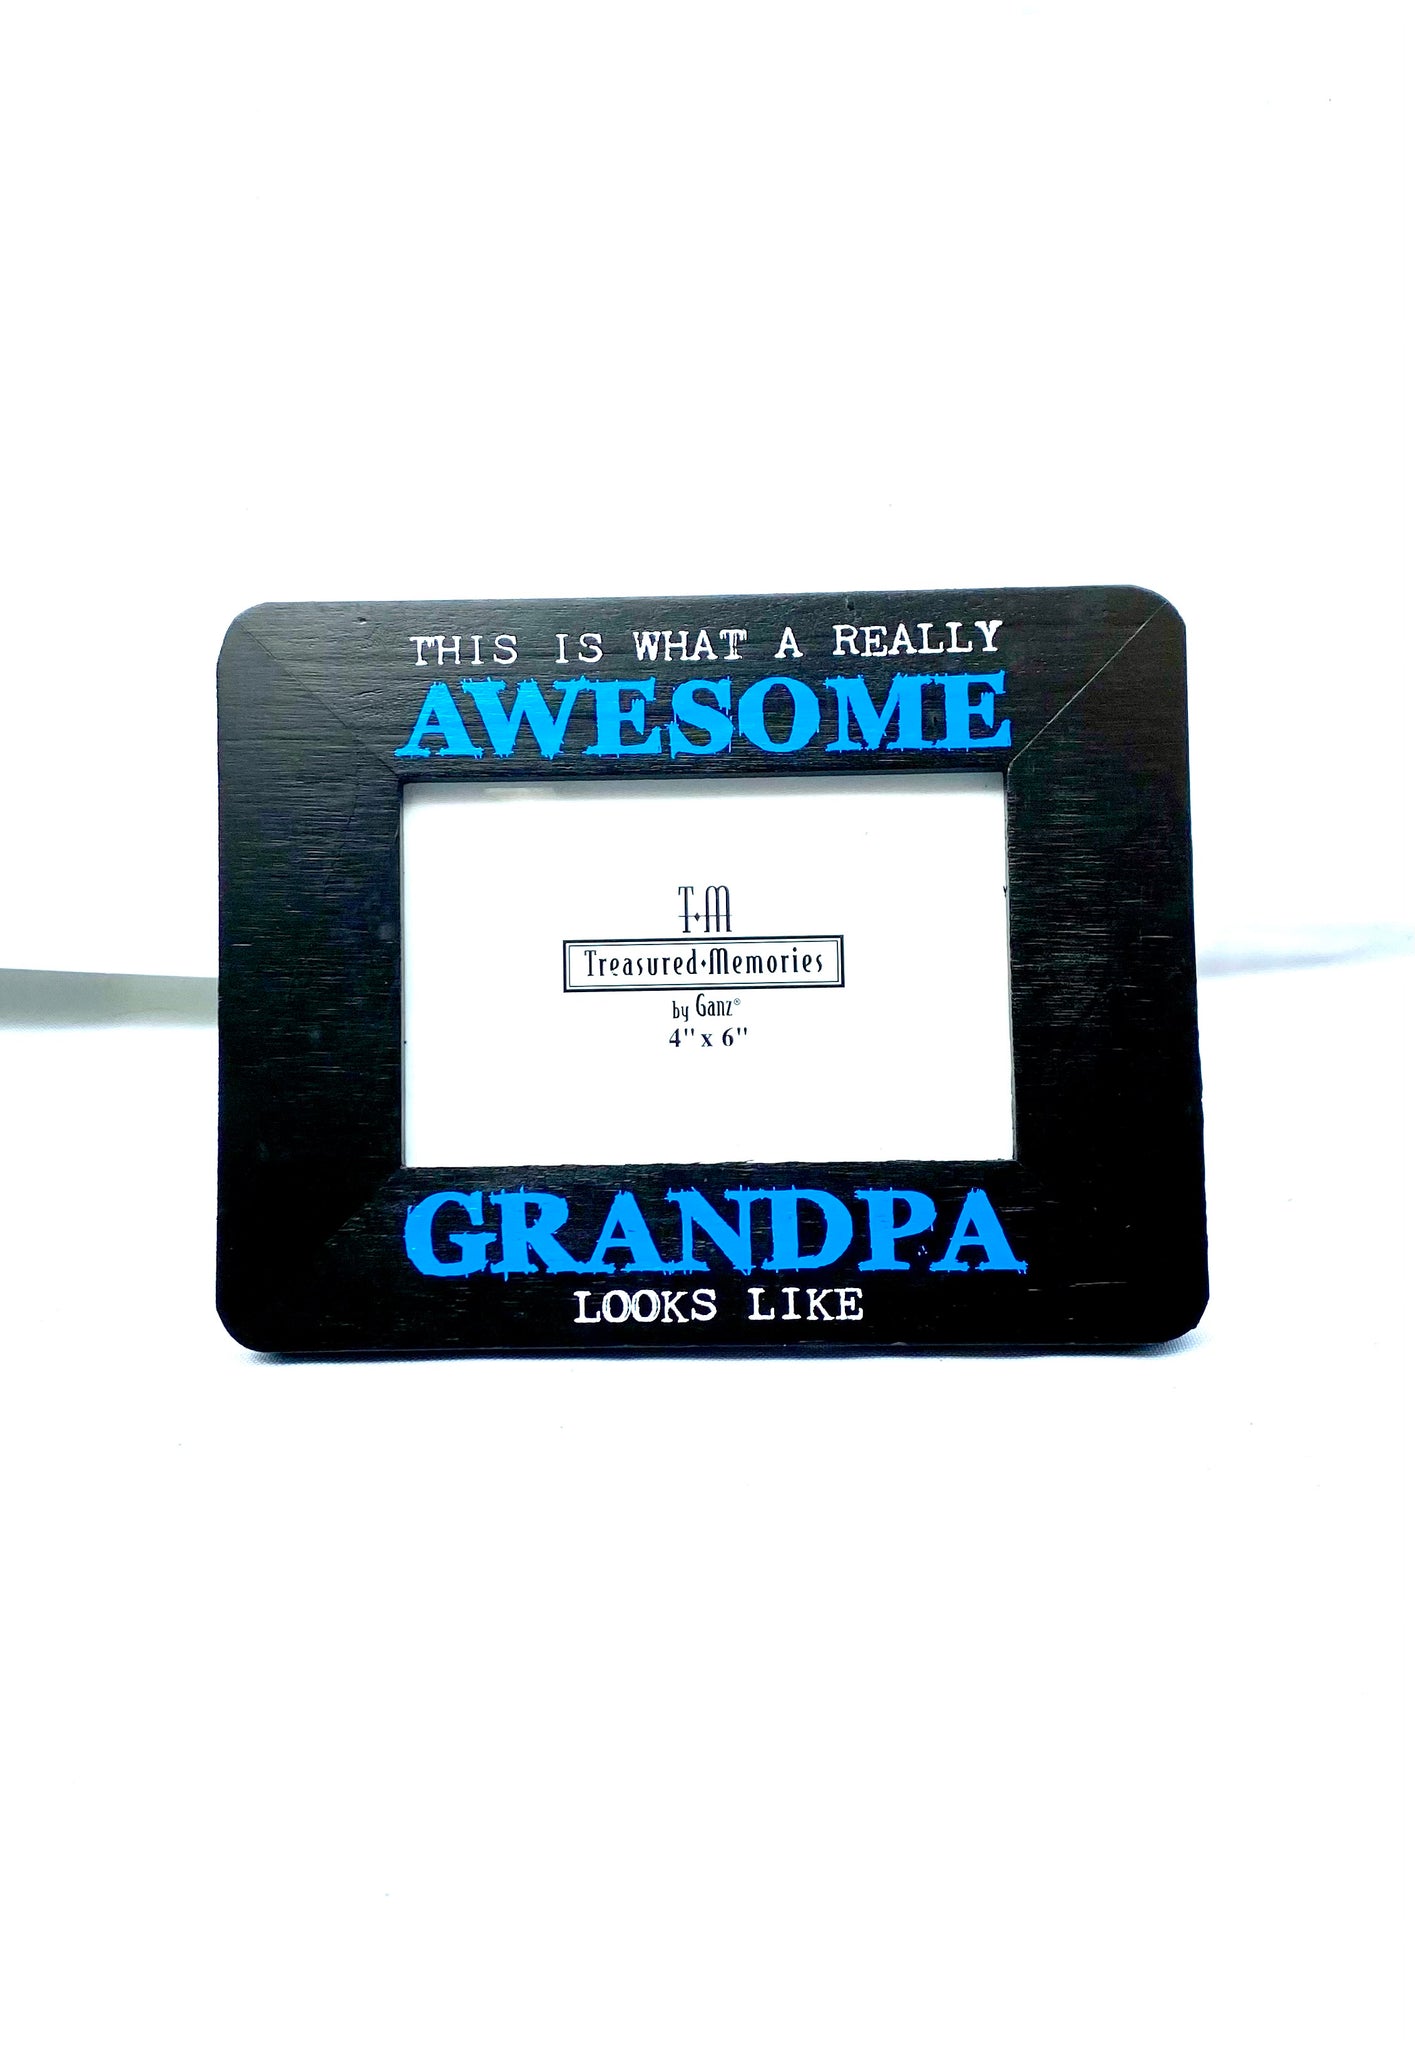 THIS IS WHAT A REALLY
AWESOME
T•M
Treasured•Memories
by Ganz®
4" x 6"
GRANDPA
LOOKS LIKE